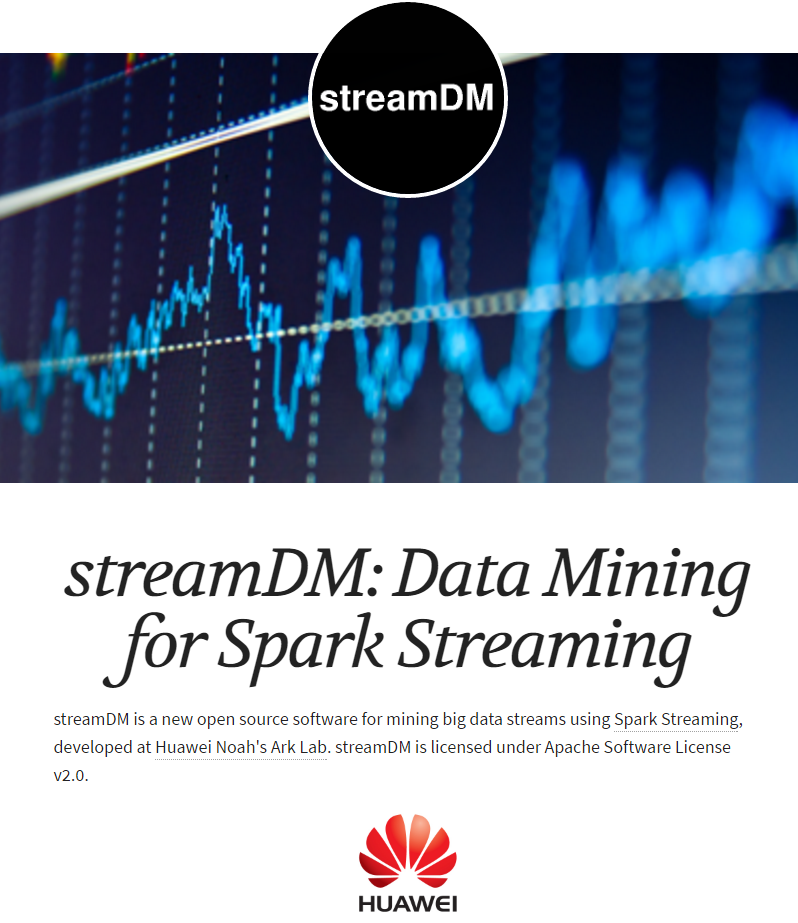 streamDM
streamDM: Data Mining
for Spark Streaming
streamDM is a new open source software for mining big data streams using Spark Streaming,
developed at Huawei Noah's Ark Lab. streamDM is licensed under Apache Software License
v2.0.
HUAWEI